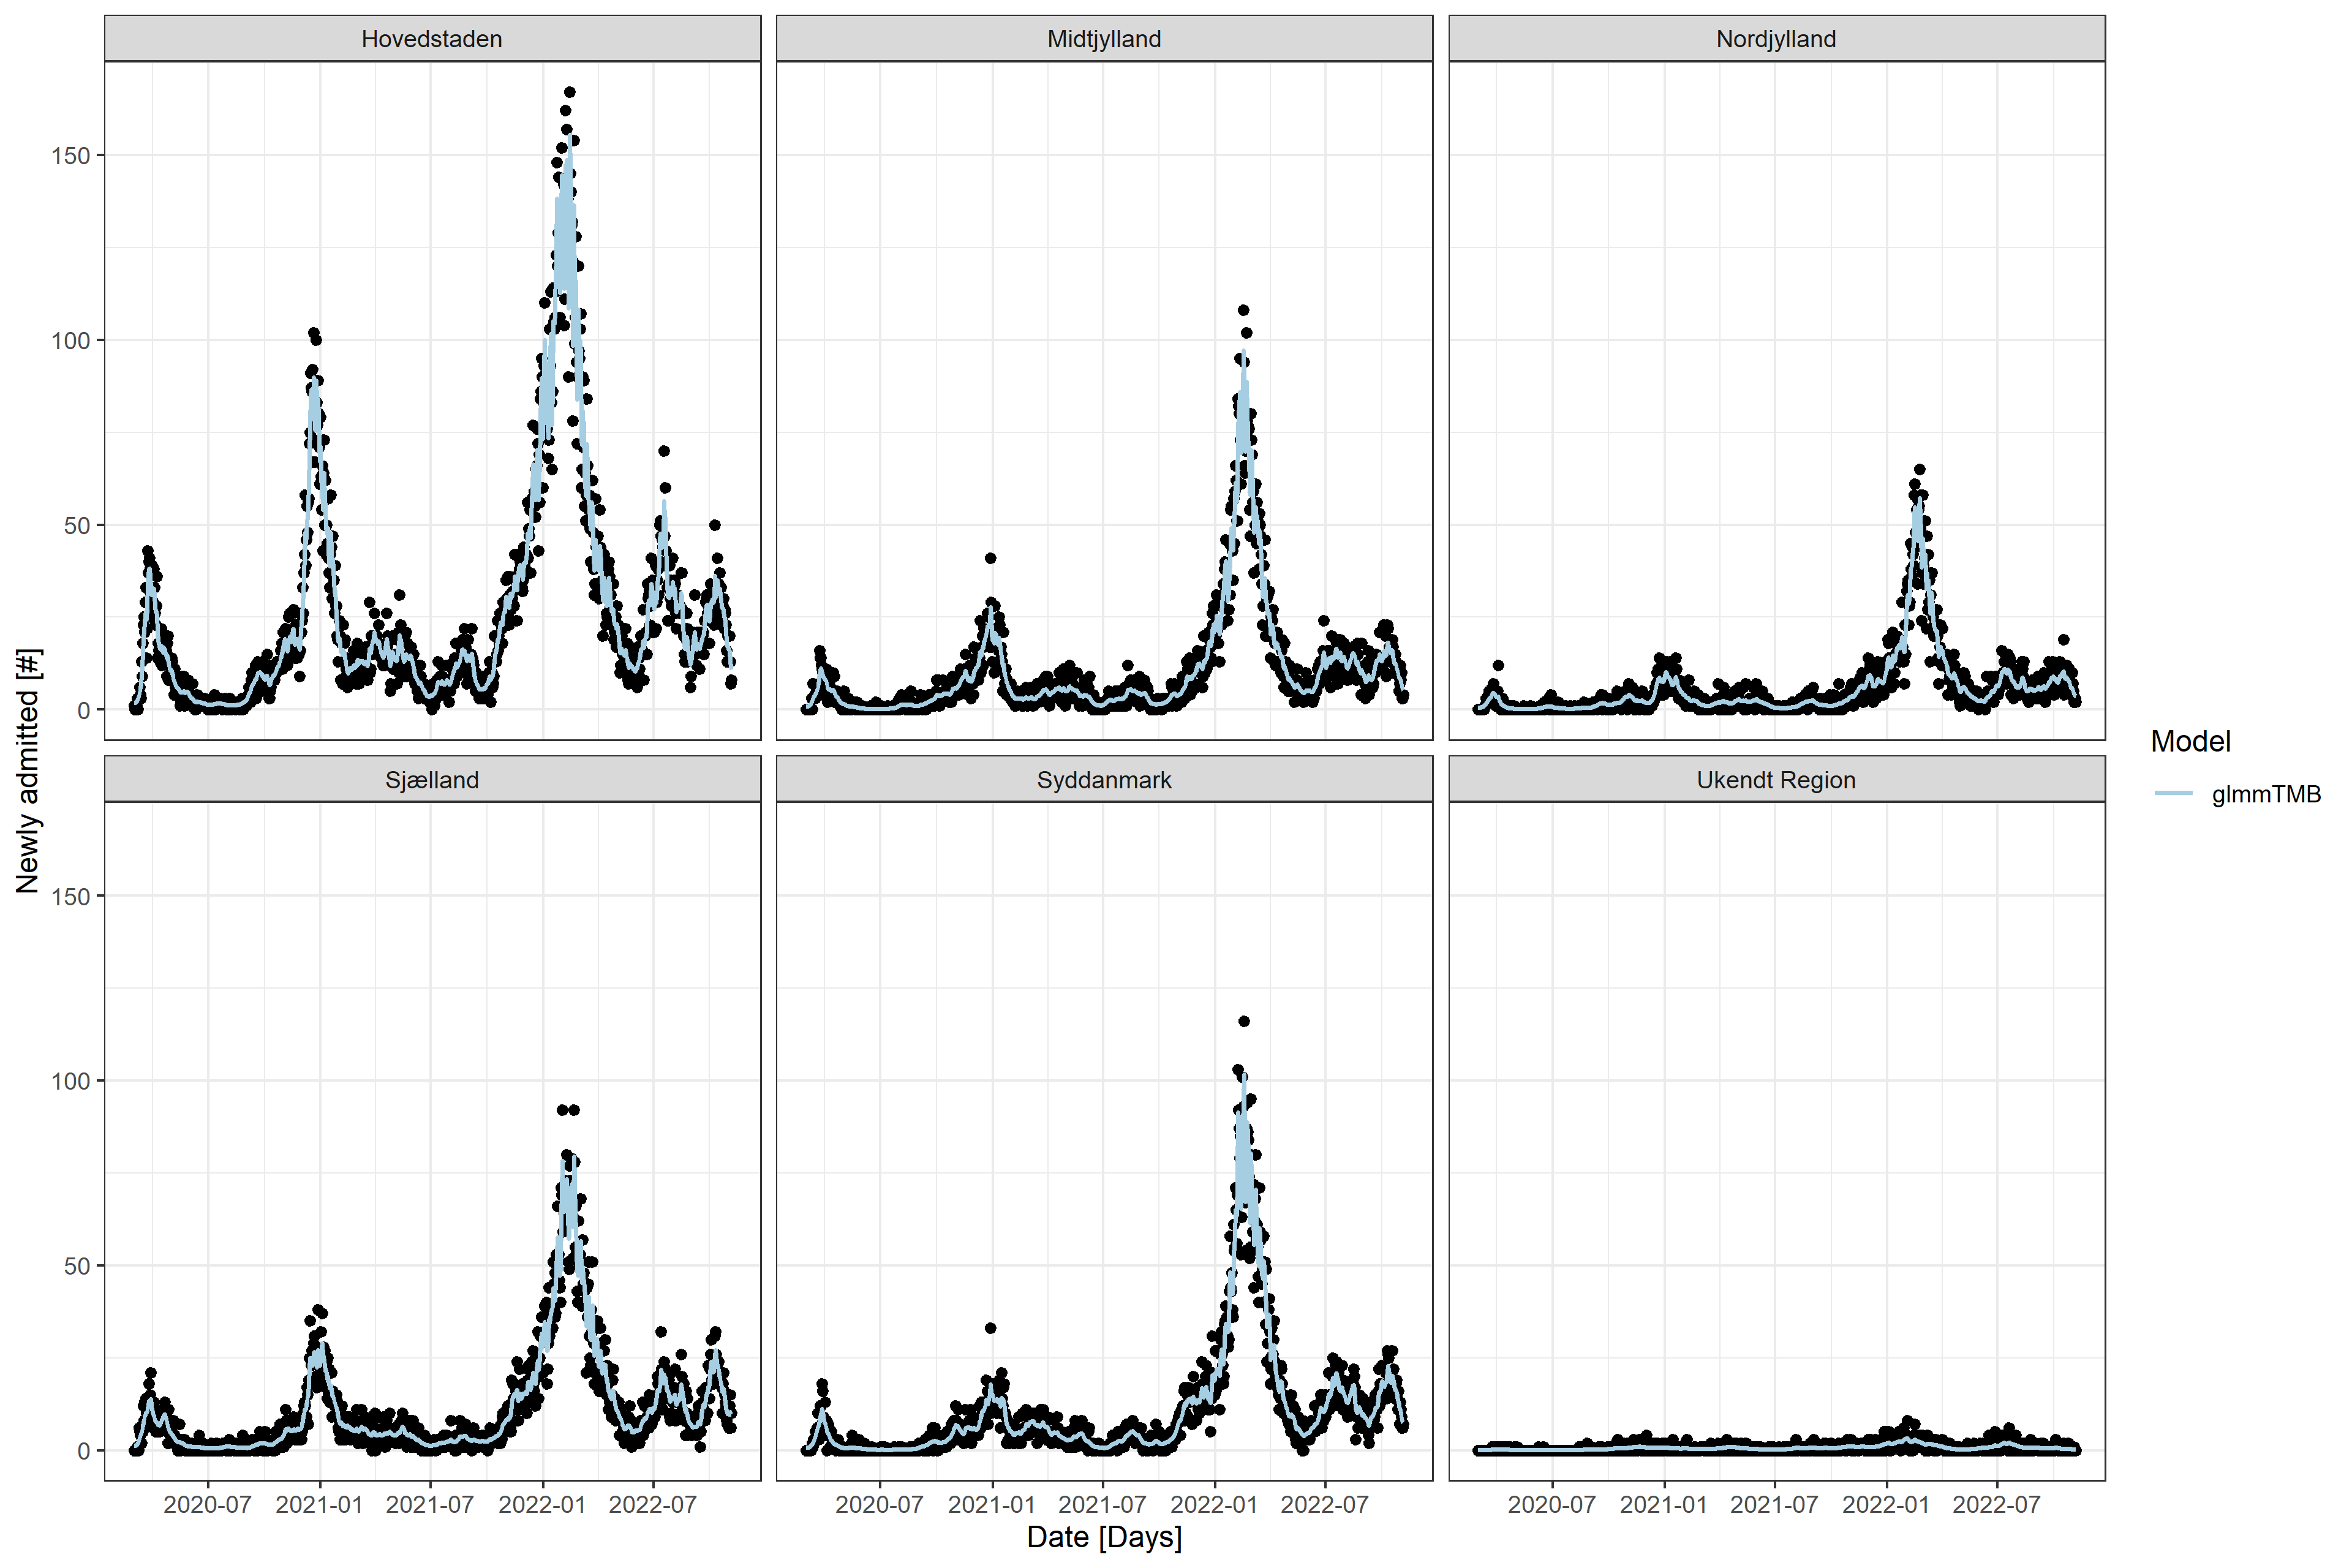 Hovedstaden Midtjylland Nordjylland
150
100
50
0
Sjælland Syddanmark Ukendt Region
150
100
50
0
2020-07 2021-01 2021-07 2022-01 2022-07 2020-07 2021-01 2021-07 2022-01 2022-07 2020-07 2021-01 2021-07 2022-01 2022-07
Date [Days]
Newly admitted [#]
Model
glmmTMB